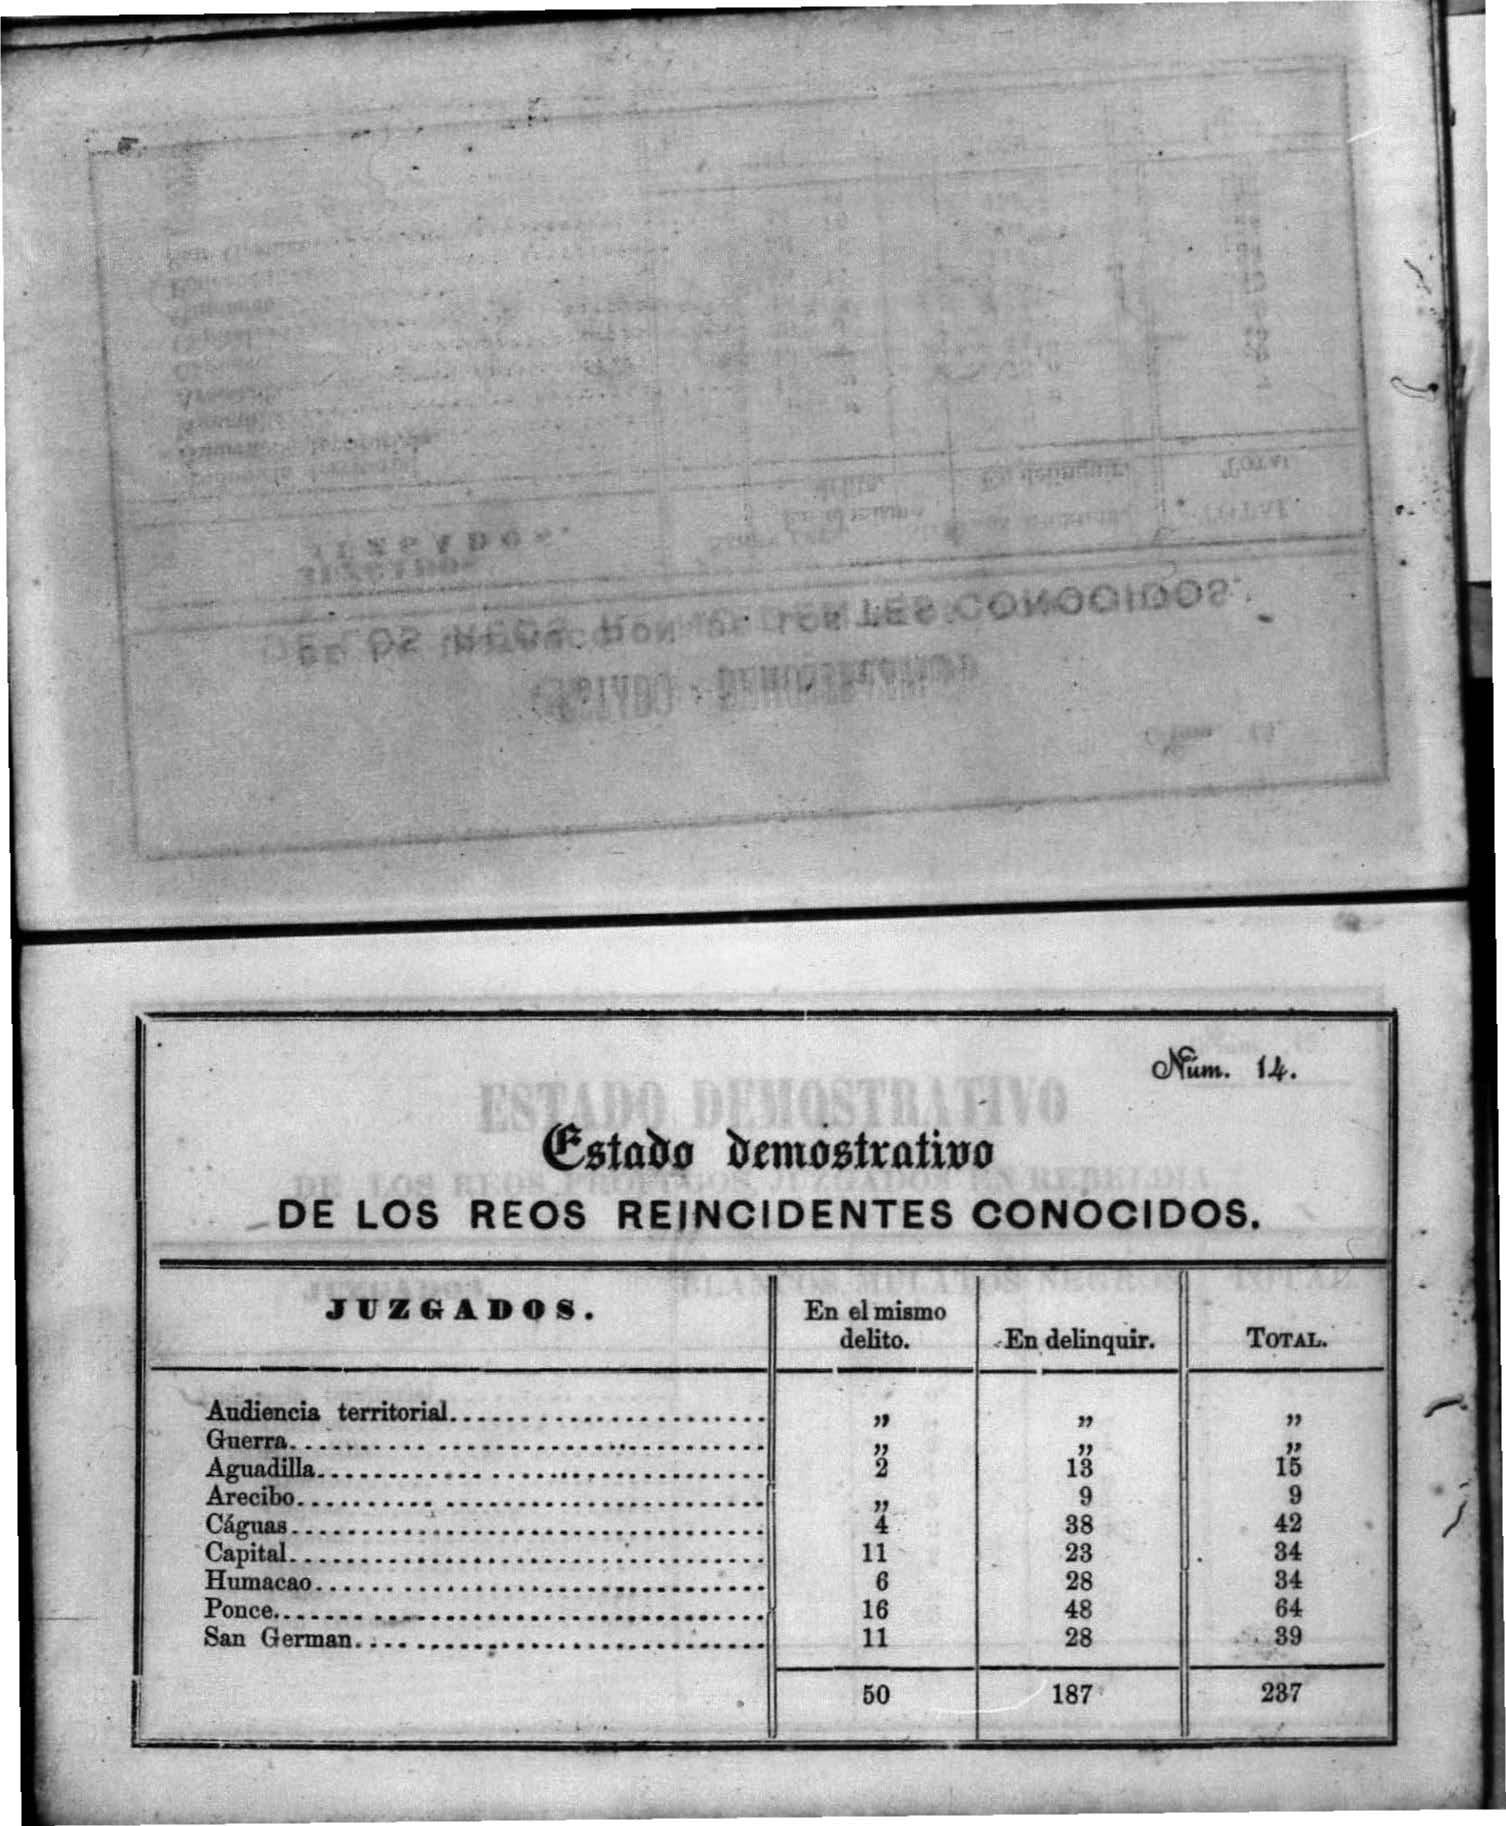 Núm. 14.
Estado demostrativo
DE LOS REOS REINCIDENTES CONOCIDOS.
JUZGADOS. En el mismo delito. En delinquir. TOTAL.
Audiencia territorial........................ „ „ „
Guerra.................................. „ „ „
Aguadilla................................ 2 13 15
Arecibo................................. „ 9 9
Cáguas.................................. 4 38 42
Capital.................................. 11 23 34
Humacao................................ 6 28 34
Ponce................................... 16 48 64
San German............................. 11 28 39
50 187 237